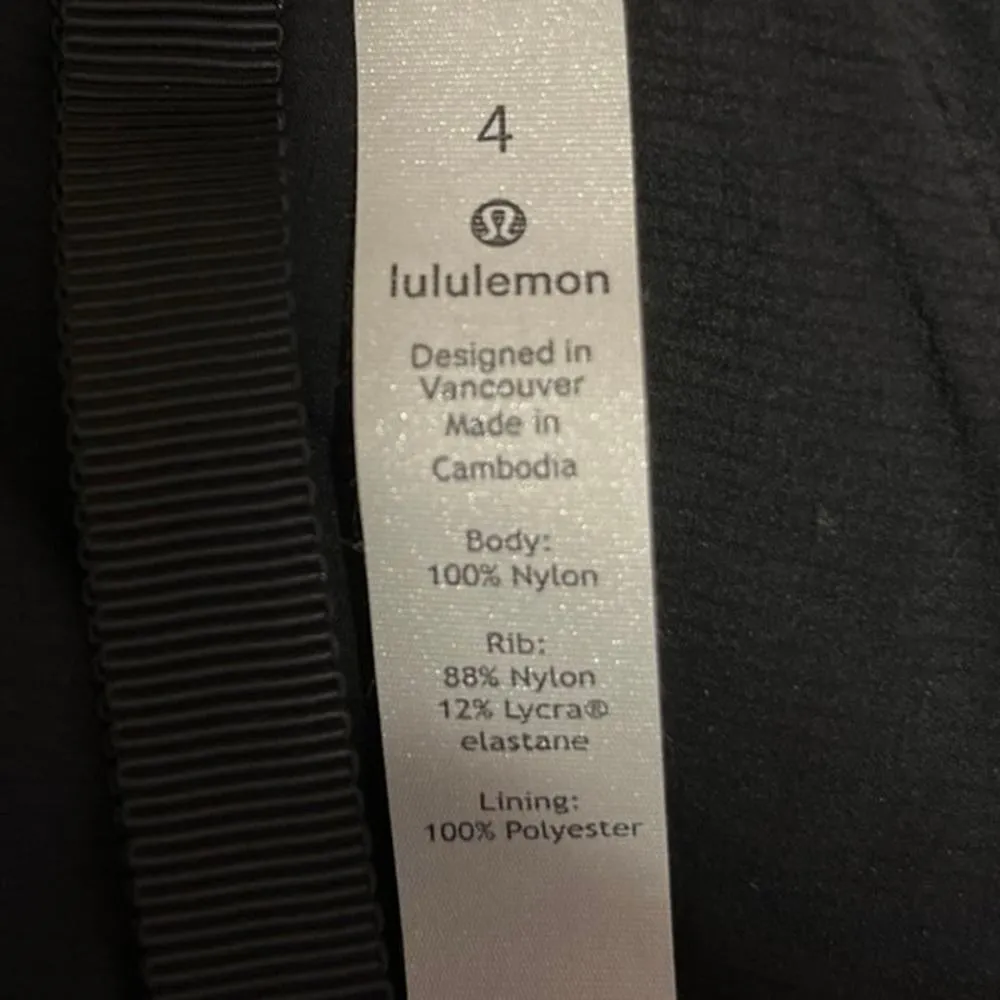 4
lululemon
Designed in
Vancouver
Made in
Cambodia
Body:
100% Nylon
Rib:
88% Nylon
12% Lycra®
elastane
Lining:
100% Polyester